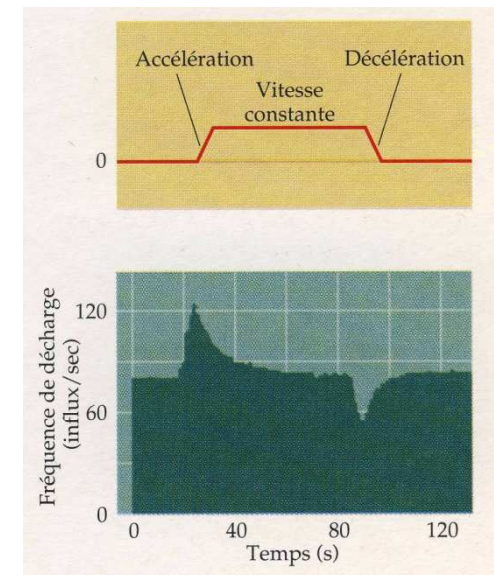 Accélération
Décélération
Vitesse
constante
0
Fréquence de décharge
(influx/sec)
120
60
0
0
40
80
120
Temps (s)